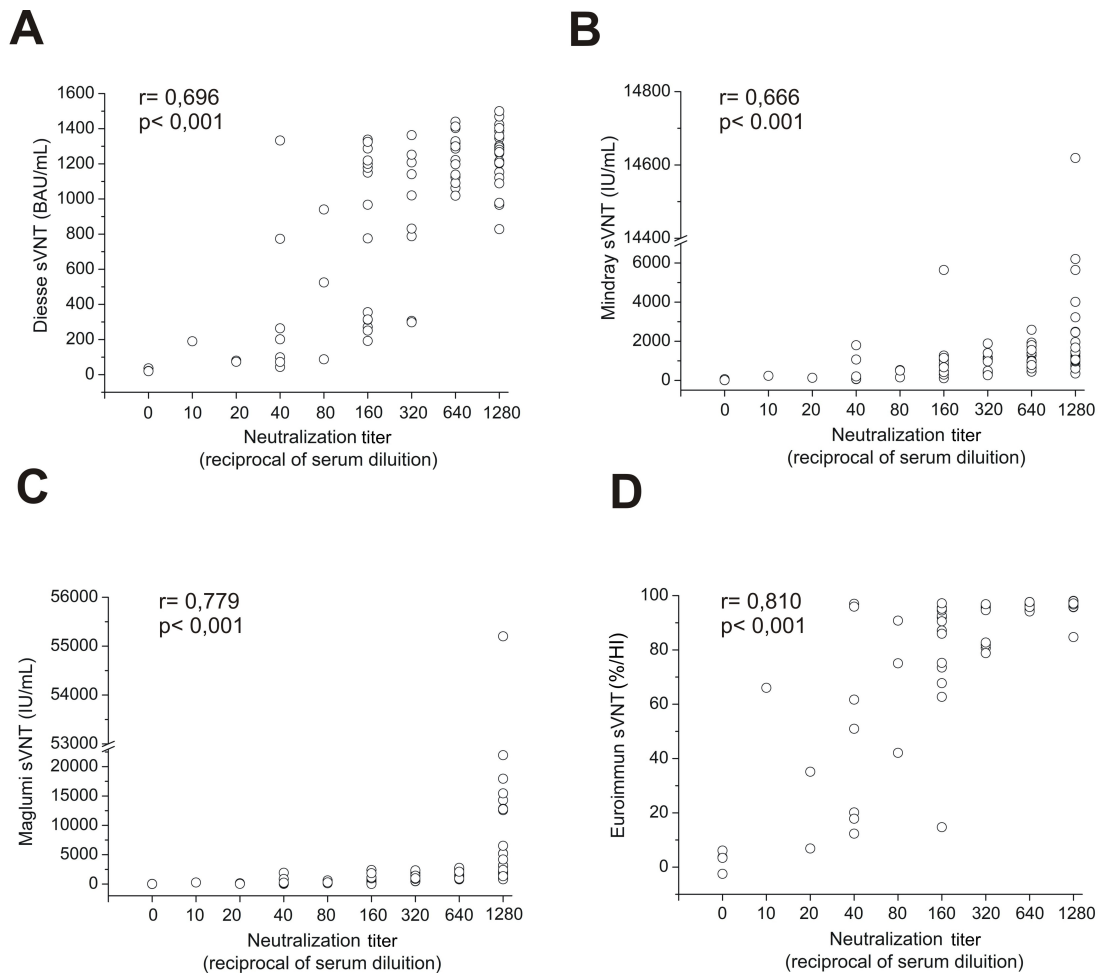 A
r= 0,696
p< 0,001
Diesse sVNT (BAU/mL)
1600
1400
1200
1000
800
600
400
200
0
0 10 20 40 80 160 320 640 1280
Neutralization titer
(reciprocal of serum diluition)
B
r= 0,666
p< 0.001
Mindray sVNT (IU/mL)
14800
14600
14400
6000
4000
2000
0
0 10 20 40 80 160 320 640 1280
Neutralization titer
(reciprocal of serum diluition)
C
r= 0,779
p< 0,001
Maglumi sVNT (IU/mL)
56000
55000
54000
53000
20000
15000
10000
5000
0
0 10 20 40 80 160 320 640 1280
Neutralization titer
(reciprocal of serum diluition)
D
r= 0,810
p< 0,001
Euroimmun sVNT (%/HI)
100
80
60
40
20
0
0 10 20 40 80 160 320 640 1280
Neutralization titer
(reciprocal of serum diluition)